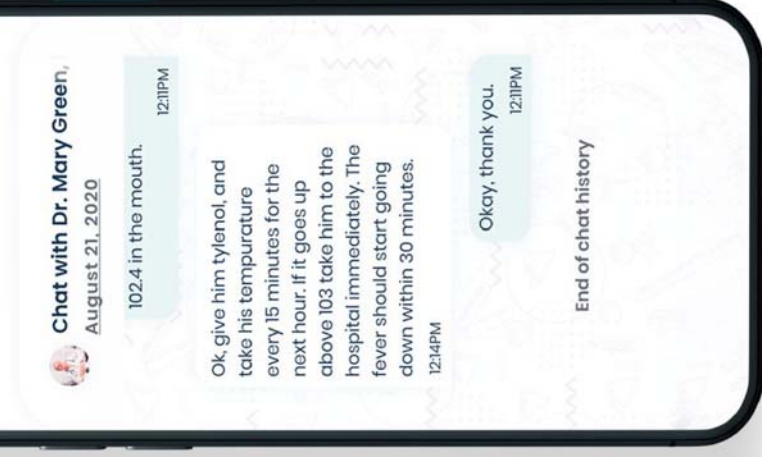 Chat with Dr. Mary Green,
August 21, 2020
102.4 in the mouth.
12:11PM
Ok, give him tylenol, and
take his tempurature
every 15 minutes for the
next hour. If it goes up
above 103 take him to the
hospital immediately. The
fever should start going
down within 30 minutes.
12:14PM
Okay, thank you.
12:11PM
End of chat history